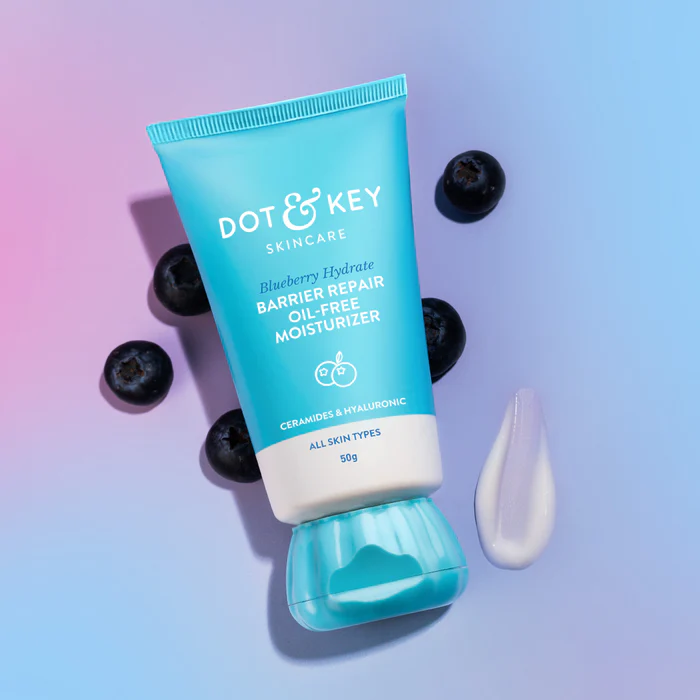 DOT & KEY
SKINCARE
Blueberry Hydrate
BARRIER REPAIR
OIL-FREE
MOISTURIZER
CERAMIDES & HYALURONIC
ALL SKIN TYPES
50g